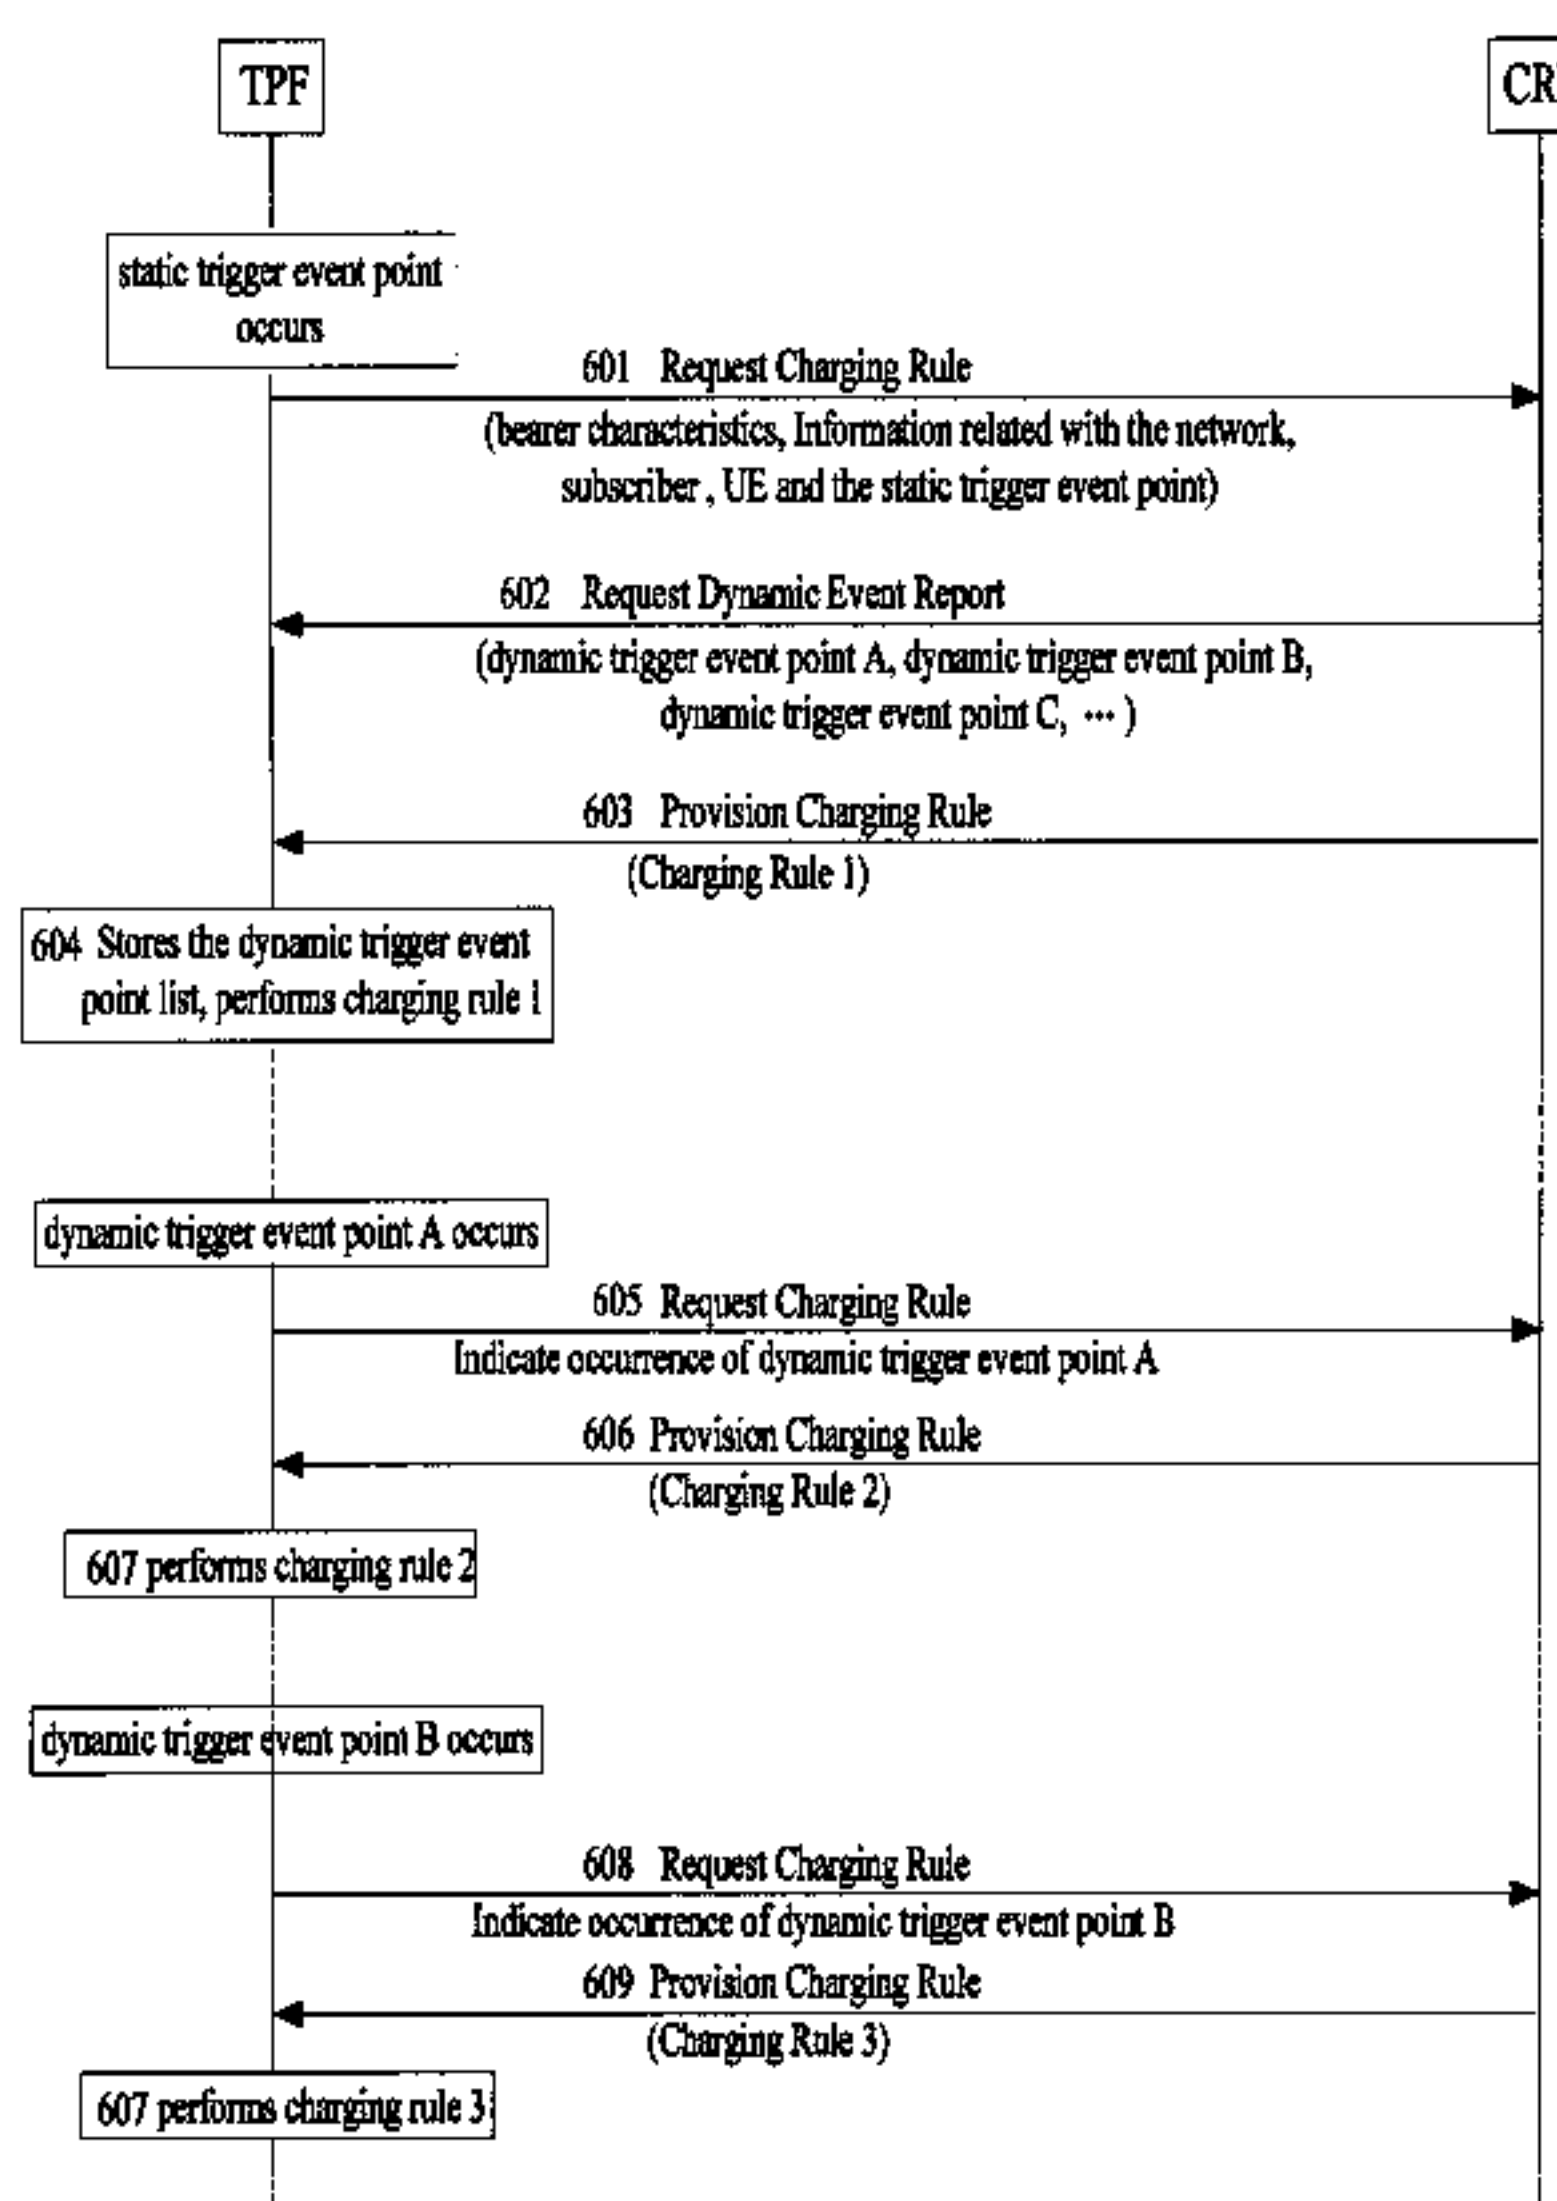 TPF
CR
static trigger event point
occurs
601 Request Charging Rule
(bearer characteristics, Information related with the network,
subscriber, UE and the static trigger event point)
602 Request Dynamic Event Report
(dynamic trigger event point A, dynamic trigger event point B,
dynamic trigger event point C, ··· )
603 Provision Charging Rule
(Charging Rule 1)
604 Stores the dynamic trigger event
point list, performs charging rule 1
dynamic trigger event point A occurs
605 Request Charging Rule
Indicate occurrence of dynamic trigger event point A
606 Provision Charging Rule
(Charging Rule 2)
607 performs charging rule 2
dynamic trigger event point B occurs
608 Request Charging Rule
Indicate occurrence of dynamic trigger event point B
609 Provision Charging Rule
(Charging Rule 3)
607 performs charging rule 3